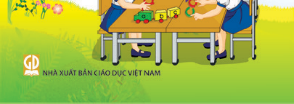 NHÀ XUẤT BẢN GIÁO DỤC VIỆT NAM